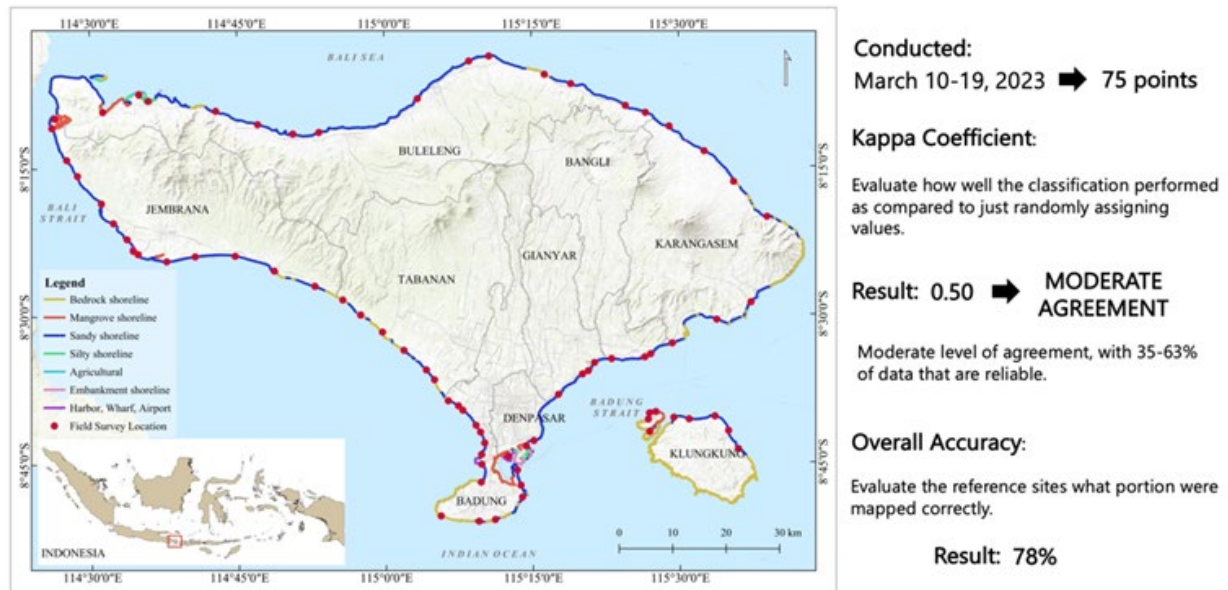 114°30'0"E 114°45'0"E 115°0'0"E 115°15'0"E 115°30'0"E
BALI SEA
8°15'0"S
8°15'0"S
BULELENG
BANGLI
BALI
STRAIT
JEMBRANA
KARANGASEM
GIANYAR
TABANAN
Legend
Bedrock shoreline
Mangrove shoreline
Sandy shoreline
Silty shoreline
Agricultural
Embankment shoreline
Harbor, Wharf, Airport
Field Survey Location
8°30'0"S
8°30'0"S
BADUNG
STRAIT
DENPASAR
KLUNGKUNG
8°45'0"S
8°45'0"S
BADUNG
0 10 20 30 km
INDONESIA
INDIAN OCEAN
114°30'0"E 114°45'0"E 115°0'0"E 115°15'0"E 115°30'0"E
Conducted:
March 10-19, 2023 75 points
Kappa Coefficient:
Evaluate how well the classification performed
as compared to just randomly assigning
values.
Result: 0.50 MODERATE
AGREEMENT
Moderate level of agreement, with 35-63%
of data that are reliable.
Overall Accuracy:
Evaluate the reference sites what portion were
mapped correctly.
Result: 78%